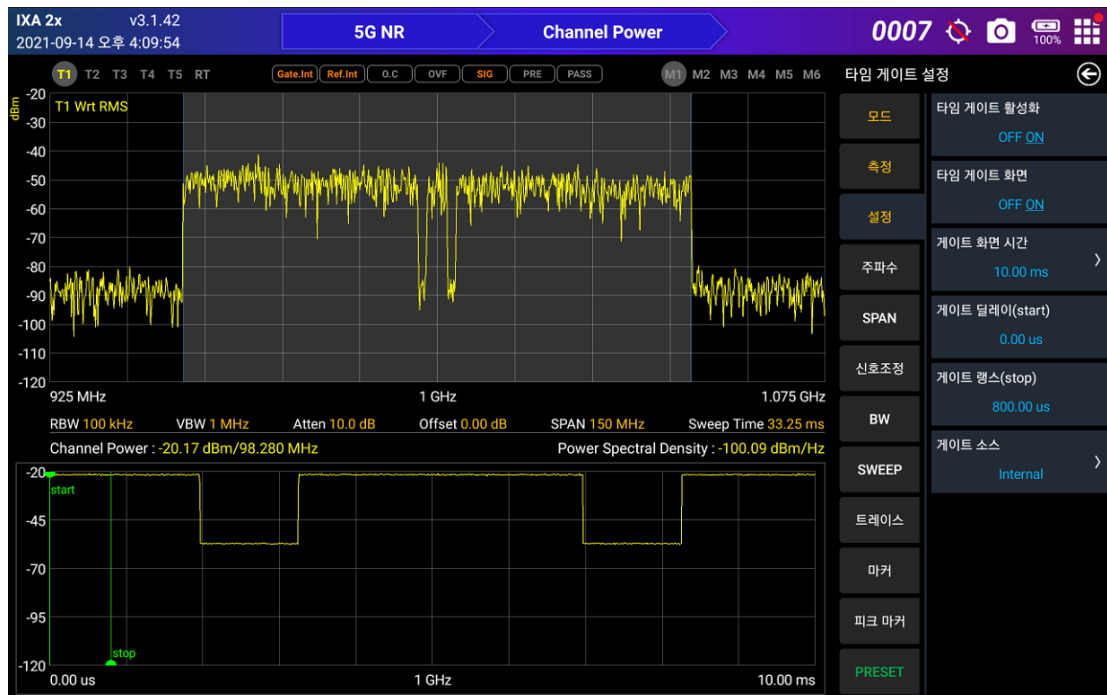 IXA 2x v3.1.42
2021-09-14 오후 4:09:54
5G NR
Channel Power
0007
100%
T1 T2 T3 T4 T5 RT
Gate.Int Ref.Int O.C OVF SIG PRE PASS
M1 M2 M3 M4 M5 M6
dBm
T1 Wrt RMS
-20
-30
-40
-50
-60
-70
-80
-90
-100
-110
-120
925 MHz 1 GHz 1.075 GHz
RBW 100 kHz VBW 1 MHz Atten 10.0 dB Offset 0.00 dB SPAN 150 MHz Sweep Time 33.25 ms
Channel Power : -20.17 dBm/98.280 MHz Power Spectral Density : -100.09 dBm/Hz
-20
start
-45
-70
-95
stop
-120
0.00 us 1 GHz 10.00 ms
타임 게이트 설정
모드
측정
설정
주파수
SPAN
신호조정
BW
SWEEP
트레이스
마커
피크 마커
PRESET
타임 게이트 활성화
OFF ON
타임 게이트 화면
OFF ON
게이트 화면 시간
10.00 ms
게이트 딜레이(start)
0.00 us
게이트 랭스(stop)
800.00 us
게이트 소스
Internal